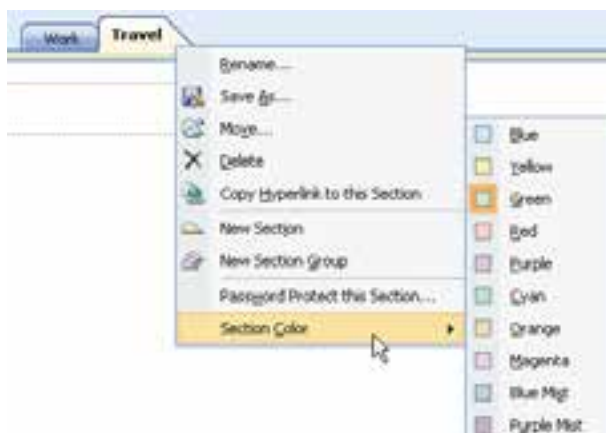 Work Travel
Rename...
Save As...
Move...
Delete
Copy Hyperlink to this Section
New Section
New Section Group
Password Protect this Section...
Section Color
Blue
Yellow
Green
Red
Purple
Cyan
Orange
Magenta
Blue Mist
Purple Mist